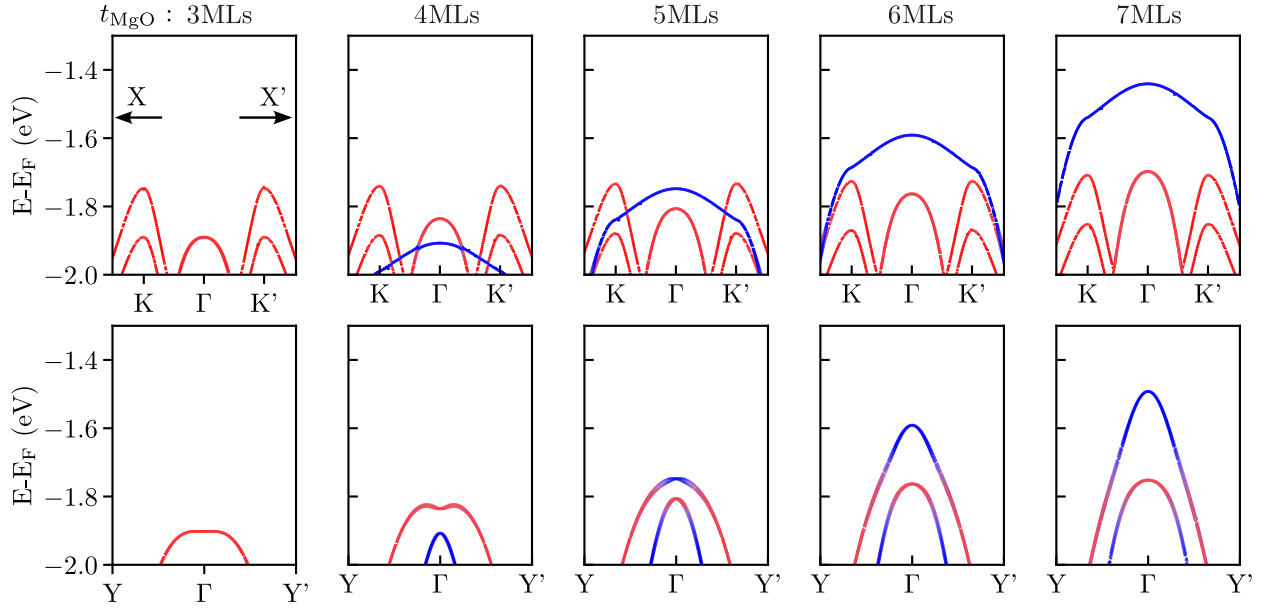 t_MgO : 3MLs 4MLs 5MLs 6MLs 7MLs
E-E_F (eV)
−1.4
−1.6
−1.8
−2.0
X X'
K Γ K' K Γ K' K Γ K' K Γ K' K Γ K'
E-E_F (eV)
−1.4
−1.6
−1.8
−2.0
Y Γ Y' Y Γ Y' Y Γ Y' Y Γ Y' Y Γ Y'